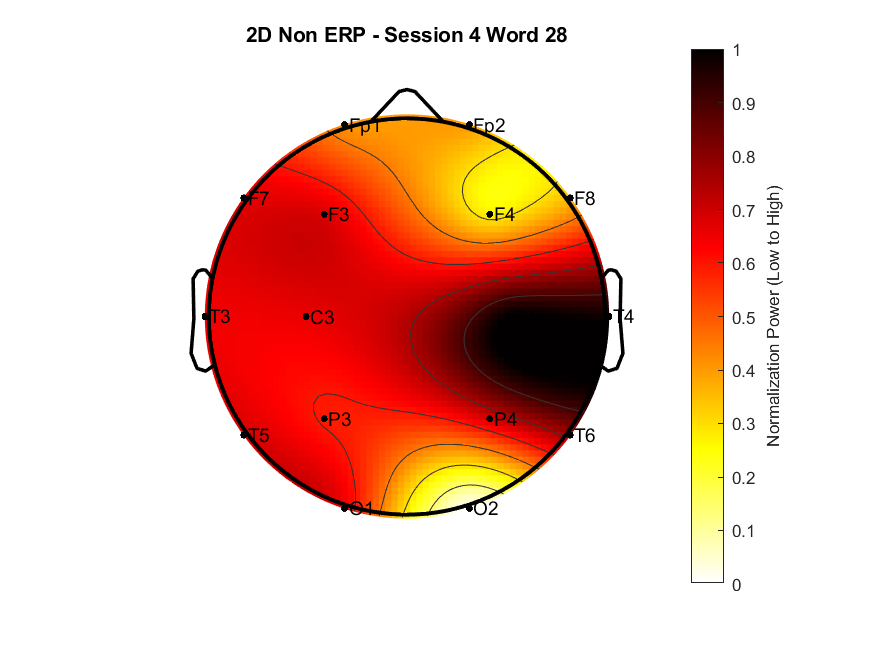 2D Non ERP - Session 4 Word 28
Fp1 Fp2
F7 F8
F3 F4
T3 C3 T4
P3 P4
T5 T6
O1 O2
1
0.9
0.8
0.7
0.6
0.5
0.4
0.3
0.2
0.1
0
Normalization Power (Low to High)